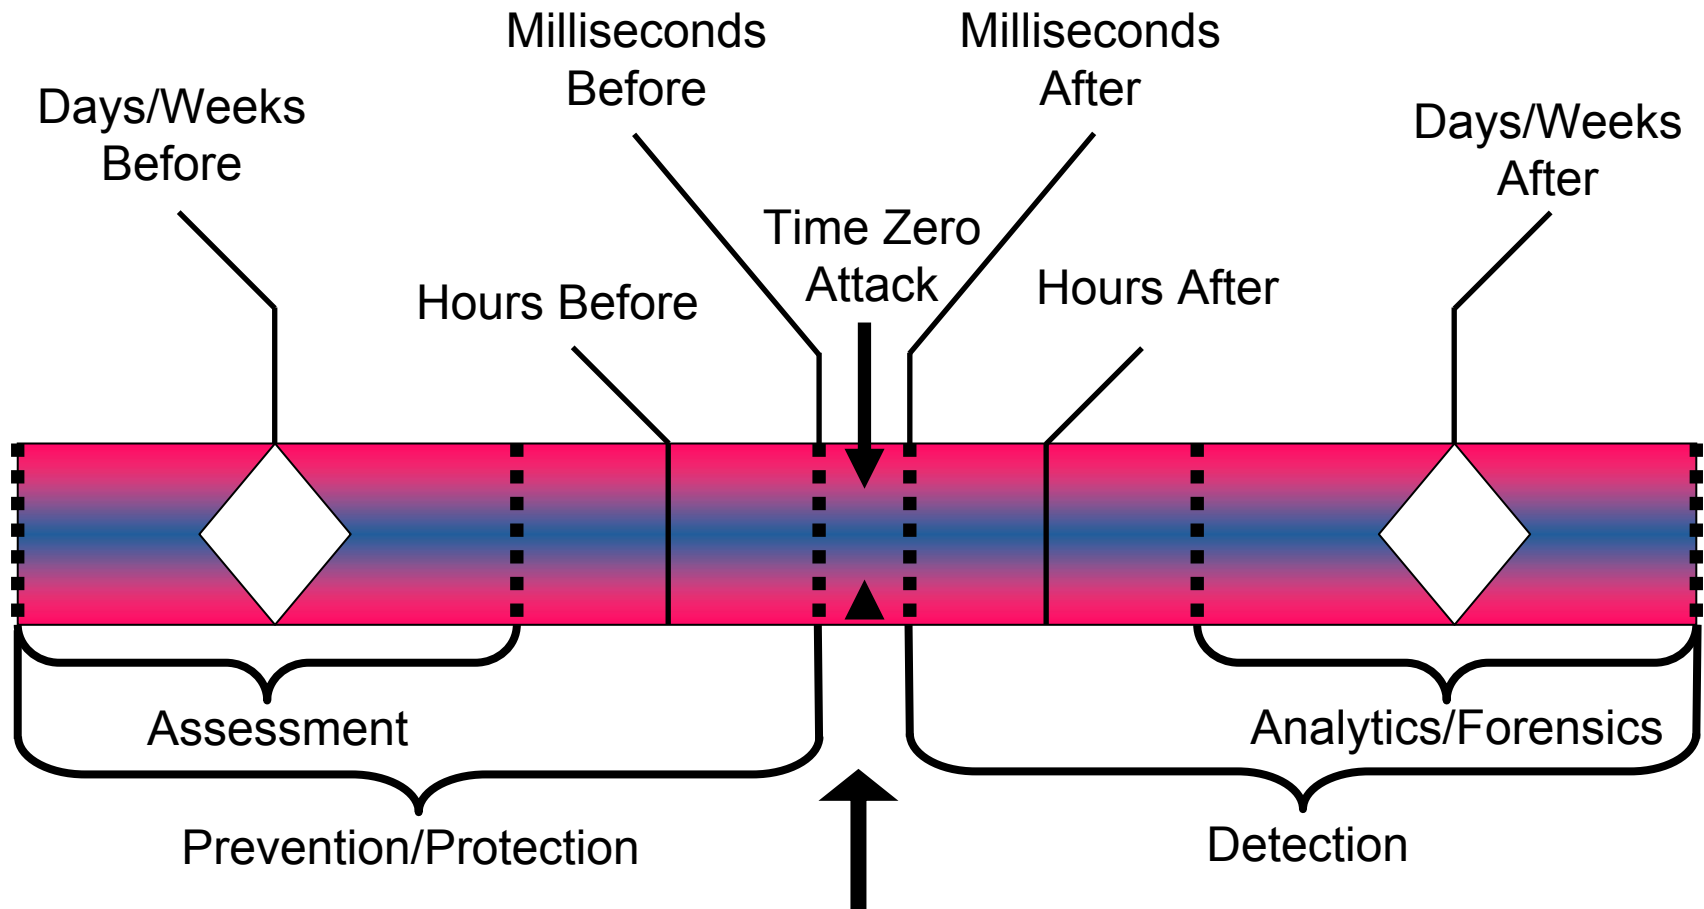 Milliseconds
Before
Milliseconds
After
Days/Weeks
Before
Days/Weeks
After
Time Zero
Attack
Hours Before
Hours After
Assessment
Analytics/Forensics
Prevention/Protection
Detection